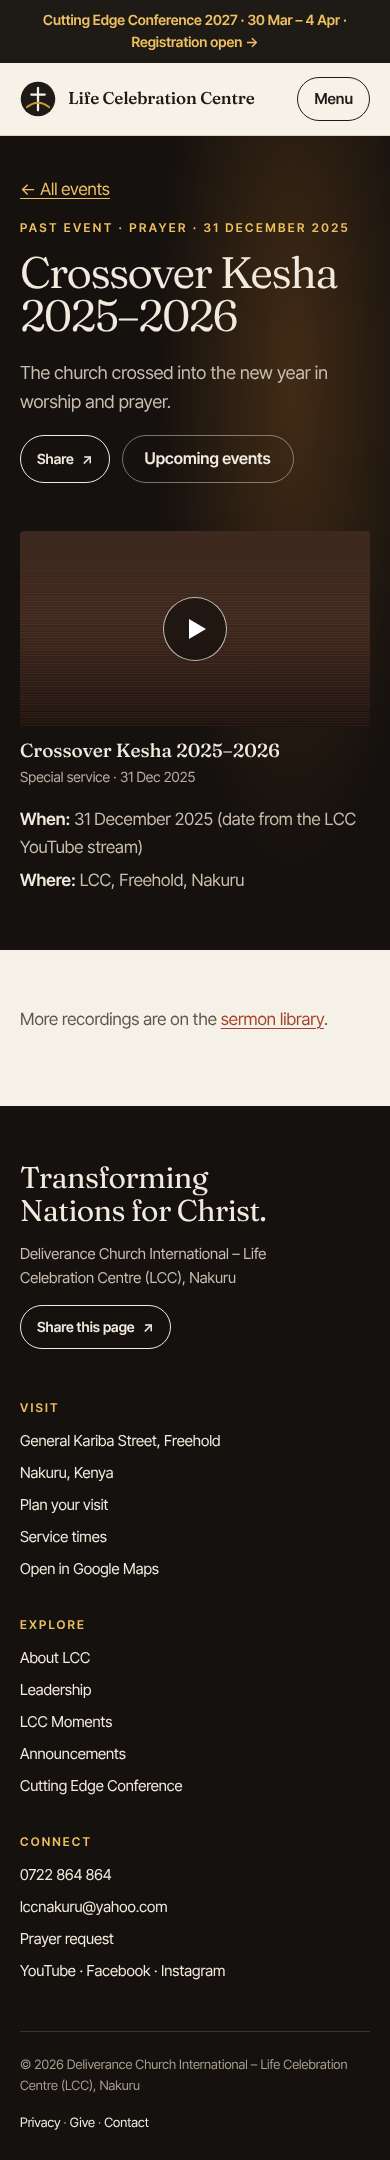 Cutting Edge Conference 2027 · 30 Mar – 4 Apr ·
Registration open →
Life Celebration Centre
Menu
← All events
PAST EVENT · PRAYER · 31 DECEMBER 2025
Crossover Kesha
2025–2026
The church crossed into the new year in
worship and prayer.
Share ↗
Upcoming events
Crossover Kesha 2025–2026
Special service · 31 Dec 2025
When: 31 December 2025 (date from the LCC
YouTube stream)
Where: LCC, Freehold, Nakuru
More recordings are on the sermon library.
Transforming
Nations for Christ.
Deliverance Church International – Life
Celebration Centre (LCC), Nakuru
Share this page ↗
VISIT
General Kariba Street, Freehold
Nakuru, Kenya
Plan your visit
Service times
Open in Google Maps
EXPLORE
About LCC
Leadership
LCC Moments
Announcements
Cutting Edge Conference
CONNECT
0722 864 864
lccnakuru@yahoo.com
Prayer request
YouTube · Facebook · Instagram
© 2026 Deliverance Church International – Life Celebration
Centre (LCC), Nakuru
Privacy · Give · Contact